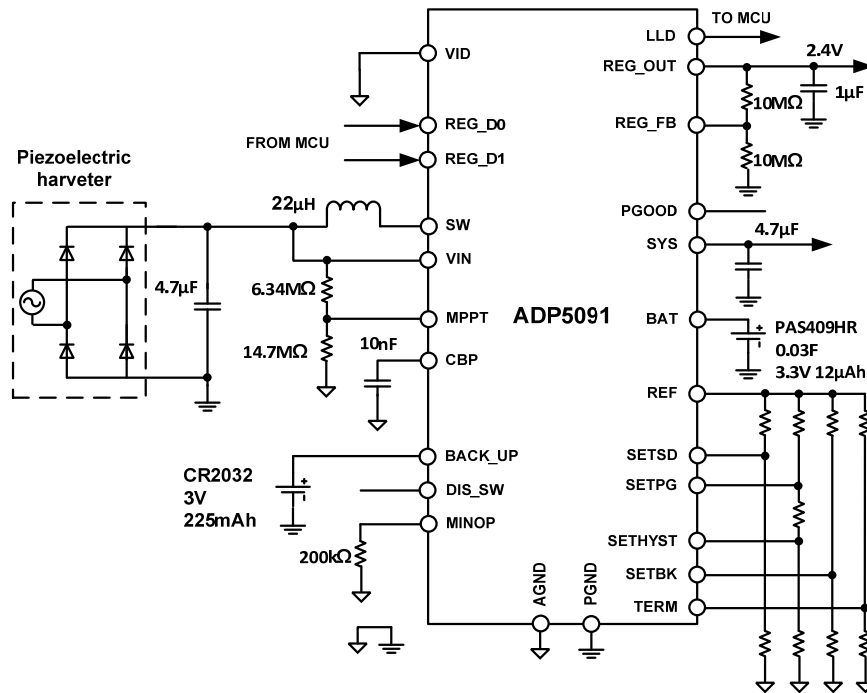 TO MCU
LLD
2.4V
VID
REG_OUT
10MΩ
1µF
REG_D0
REG_FB
FROM MCU
REG_D1
10MΩ
Piezoelectric
harveter
22µH
PGOOD
4.7µF
SW
SYS
VIN
6.34MΩ
4.7µF
ADP5091
MPPT
BAT
PAS409HR
0.03F
3.3V 12µAh
14.7MΩ
10nF
CBP
REF
BACK_UP
SETSD
CR2032
3V
225mAh
DIS_SW
SETPG
MINOP
200kΩ
SETHYST
SETBK
AGND
PGND
TERM